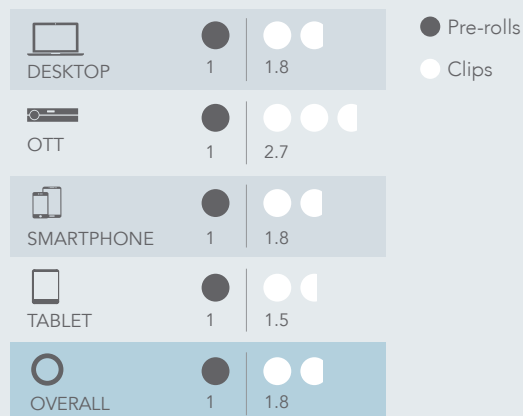 Pre-rolls
Clips
DESKTOP
1 1.8
OTT
1 2.7
SMARTPHONE
1 1.8
TABLET
1 1.5
OVERALL
1 1.8